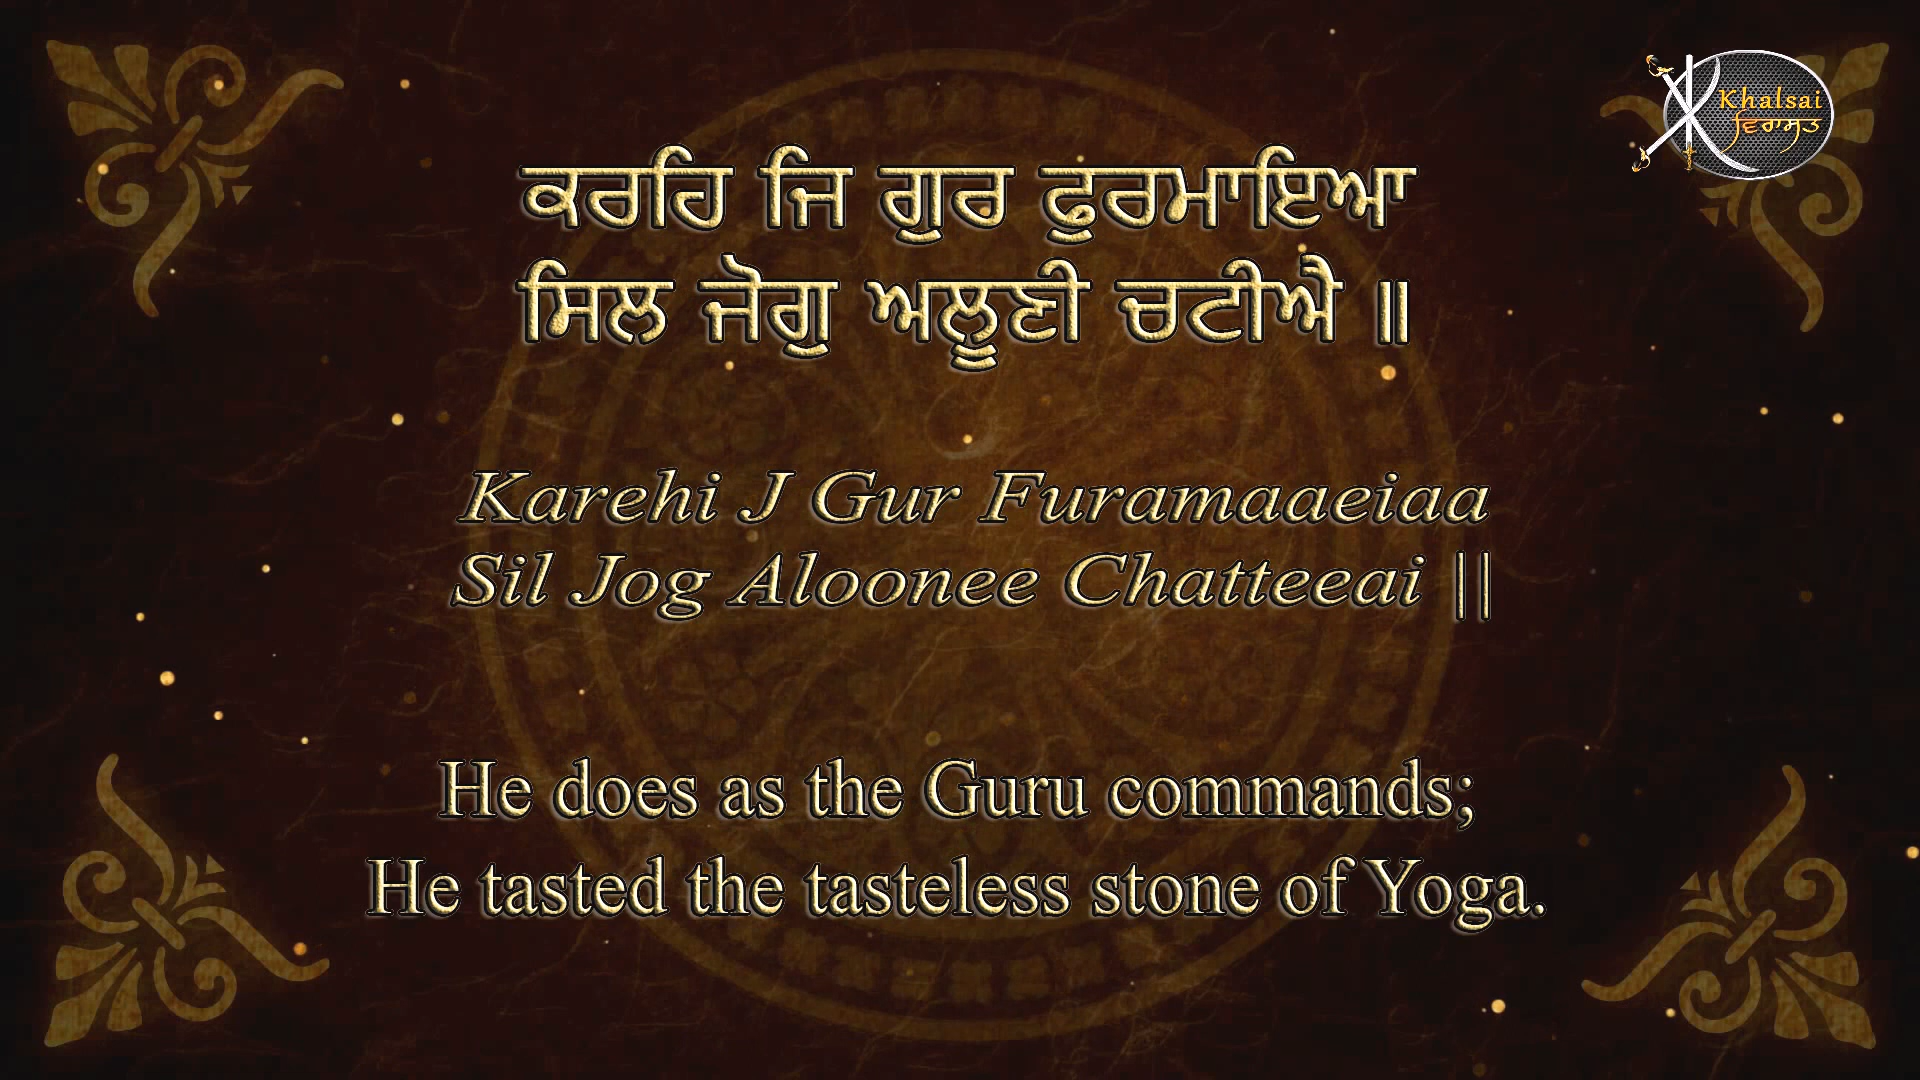 Khalsai
ਵਿਰਾਸਤ
ਕਰਹਿ ਜਿ ਗੁਰ ਫੁਰਮਾਇਆ
ਸਿਲ ਜੋਗੁ ਅਲੂਣੀ ਚਟੀਐ ॥
Karehi J Gur Furamaaeiaa
Sil Jog Aloonee Chatteeai ||
He does as the Guru commands;
He tasted the tasteless stone of Yoga.